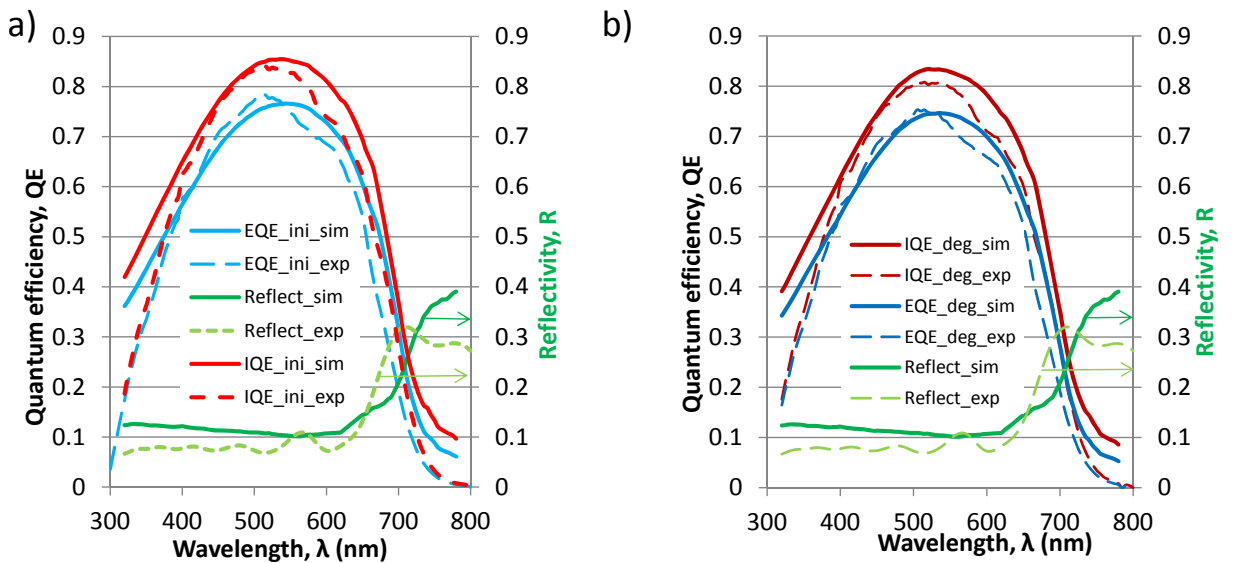 a)
0.9
0.8
0.7
0.6
0.5
0.4
0.3
0.2
0.1
0
Quantum efficiency, QE
300 400 500 600 700 800
Wavelength, λ (nm)
0.9
0.8
0.7
0.6
0.5
0.4
0.3
0.2
0.1
0
Reflectivity, R
EQE_ini_sim
EQE_ini_exp
Reflect_sim
Reflect_exp
IQE_ini_sim
IQE_ini_exp
b)
0.9
0.8
0.7
0.6
0.5
0.4
0.3
0.2
0.1
0
Quantum efficiency, QE
300 400 500 600 700 800
Wavelength, λ (nm)
0.9
0.8
0.7
0.6
0.5
0.4
0.3
0.2
0.1
0
Reflectivity, R
IQE_deg_sim
IQE_deg_exp
EQE_deg_sim
EQE_deg_exp
Reflect_sim
Reflect_exp